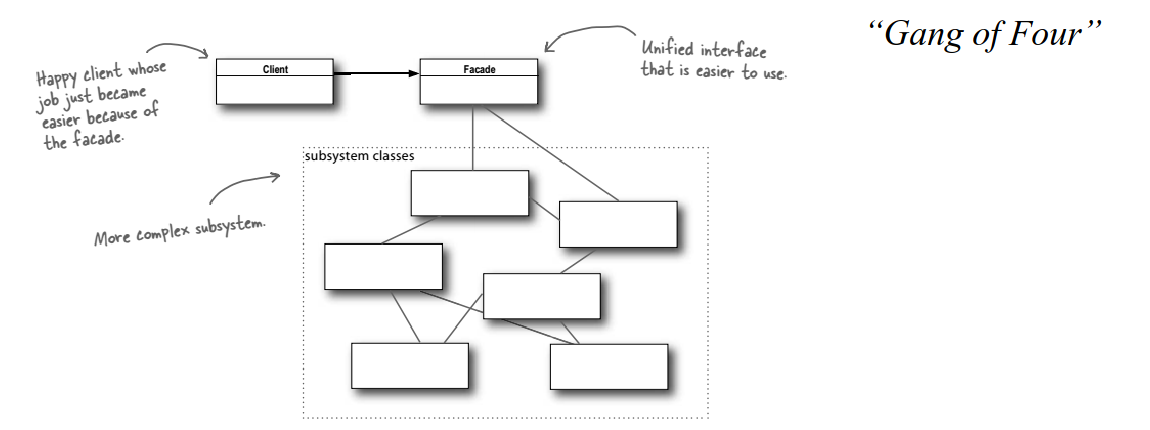 “Gang of Four”
Happy client whose
job just became
easier because of
the facade.
Client
Facade
Unified interface
that is easier to use.
subsystem classes
More complex subsystem.